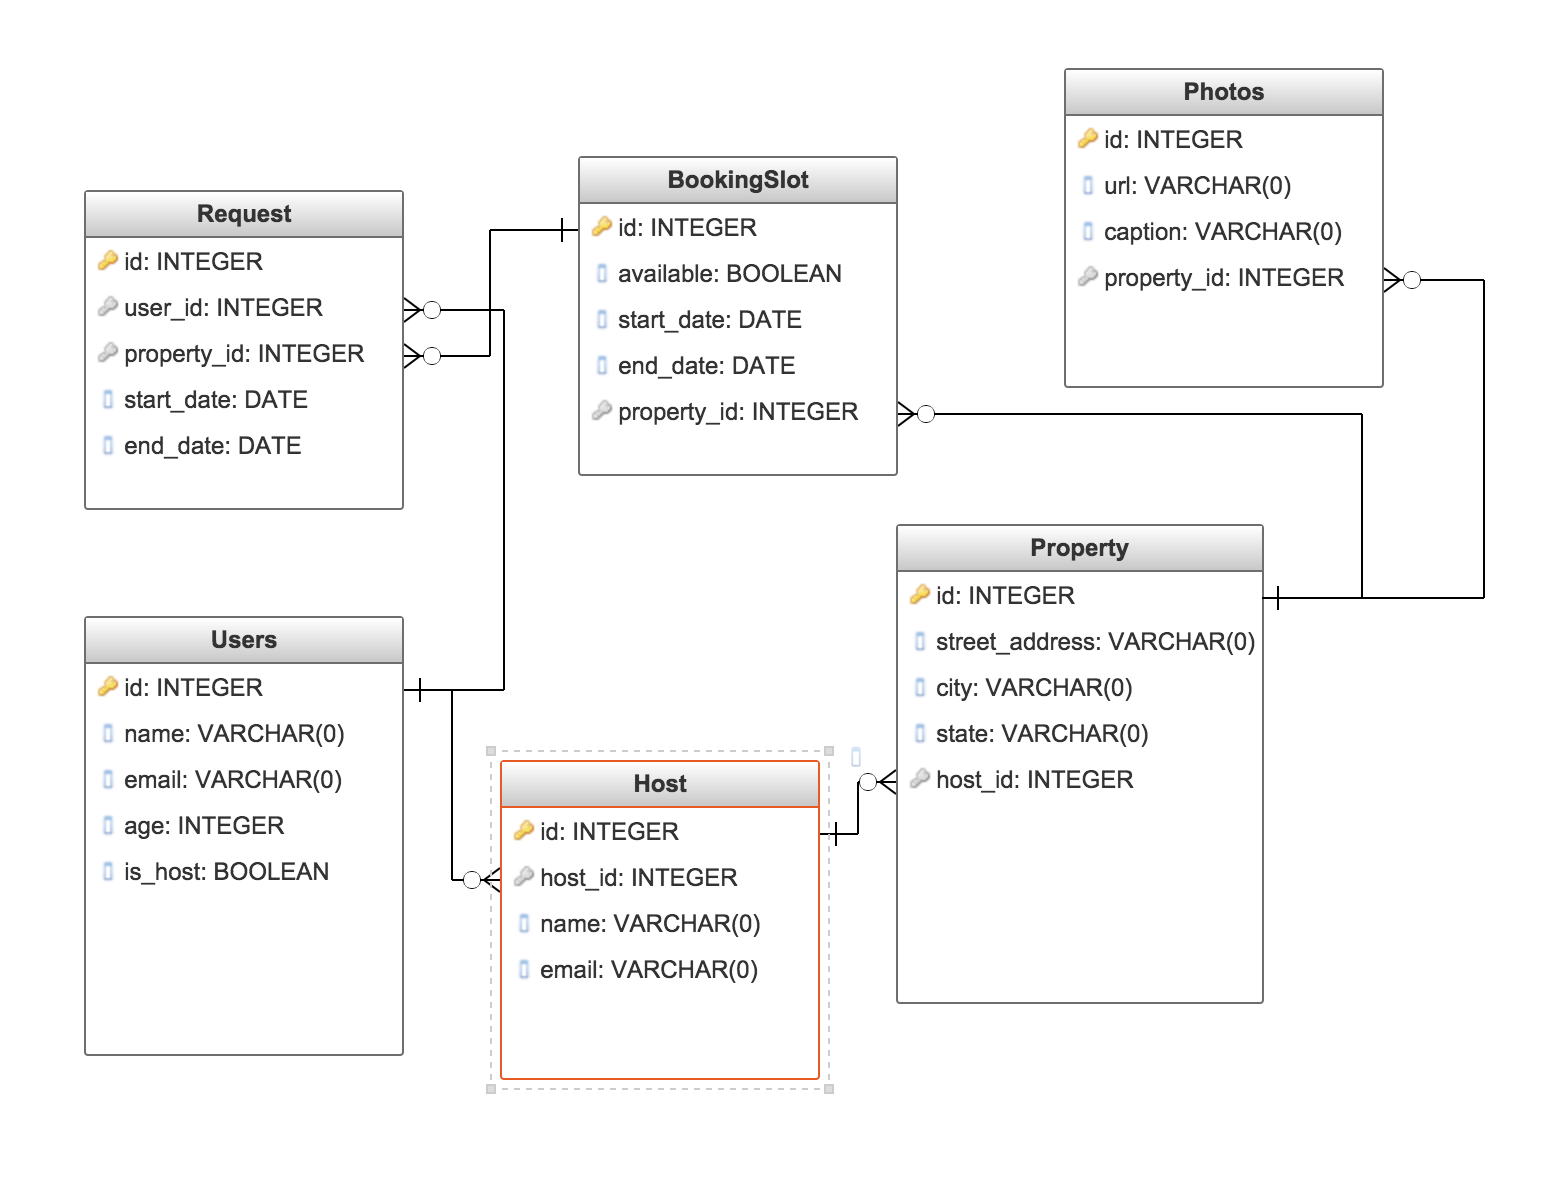 Photos
id: INTEGER
url: VARCHAR(0)
caption: VARCHAR(0)
property_id: INTEGER
BookingSlot
id: INTEGER
available: BOOLEAN
start_date: DATE
end_date: DATE
property_id: INTEGER
Request
id: INTEGER
user_id: INTEGER
property_id: INTEGER
start_date: DATE
end_date: DATE
Property
id: INTEGER
street_address: VARCHAR(0)
city: VARCHAR(0)
state: VARCHAR(0)
host_id: INTEGER
Users
id: INTEGER
name: VARCHAR(0)
email: VARCHAR(0)
age: INTEGER
is_host: BOOLEAN
Host
id: INTEGER
host_id: INTEGER
name: VARCHAR(0)
email: VARCHAR(0)